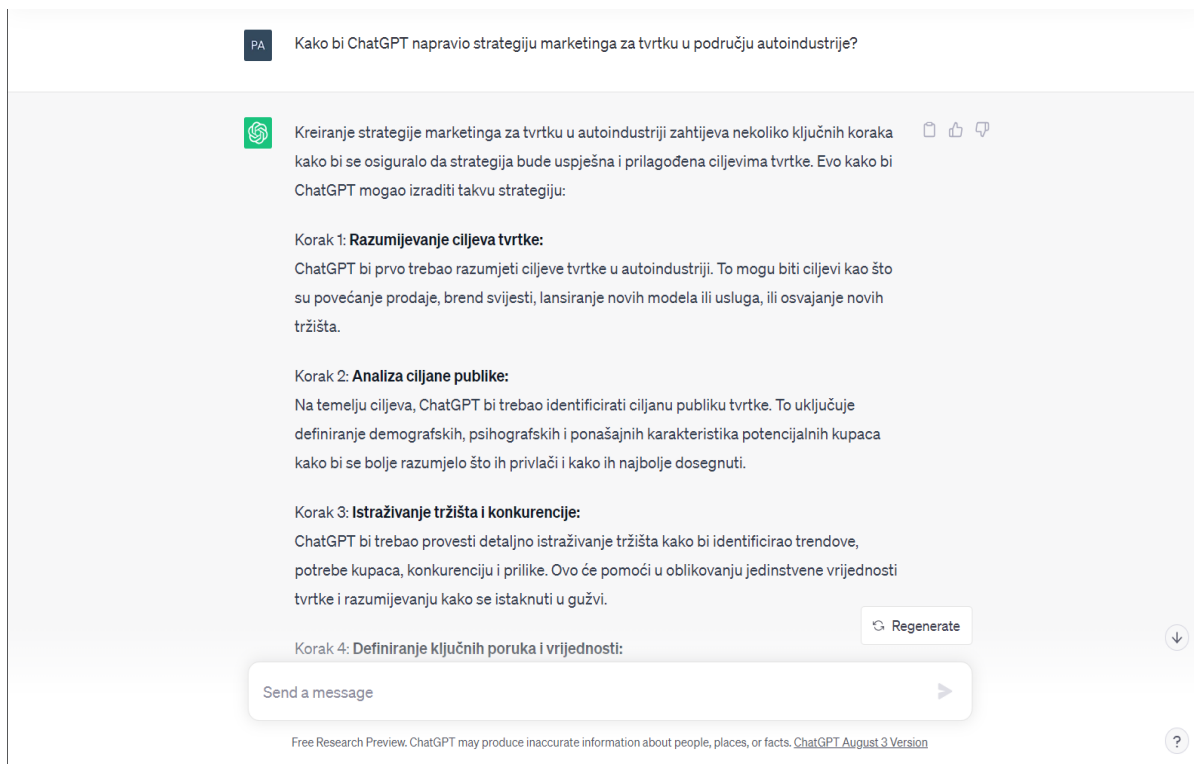 PA
Kako bi ChatGPT napravio strategiju marketinga za tvrtku u području autoindustrije?
Kreiranje strategije marketinga za tvrtku u autoindustriji zahtijeva nekoliko ključnih koraka
kako bi se osiguralo da strategija bude uspješna i prilagođena ciljevima tvrtke. Evo kako bi
ChatGPT mogao izraditi takvu strategiju:
Korak 1: Razumijevanje ciljeva tvrtke:
ChatGPT bi prvo trebao razumjeti ciljeve tvrtke u autoindustriji. To mogu biti ciljevi kao što
su povećanje prodaje, brend svijesti, lansiranje novih modela ili usluga, ili osvajanje novih
tržišta.
Korak 2: Analiza ciljane publike:
Na temelju ciljeva, ChatGPT bi trebao identificirati ciljanu publiku tvrtke. To uključuje
definiranje demografskih, psihografskih i ponašajnih karakteristika potencijalnih kupaca
kako bi se bolje razumjelo što ih privlači i kako ih najbolje dosegnuti.
Korak 3: Istraživanje tržišta i konkurencije:
ChatGPT bi trebao provesti detaljno istraživanje tržišta kako bi identificirao trendove,
potrebe kupaca, konkurenciju i prilike. Ovo će pomoći u oblikovanju jedinstvene vrijednosti
tvrtke i razumijevanju kako se istaknuti u gužvi.
Regenerate
Korak 4: Definiranje ključnih poruka i vrijednosti:
Send a message
Free Research Preview. ChatGPT may produce inaccurate information about people, places, or facts. ChatGPT August 3 Version
?